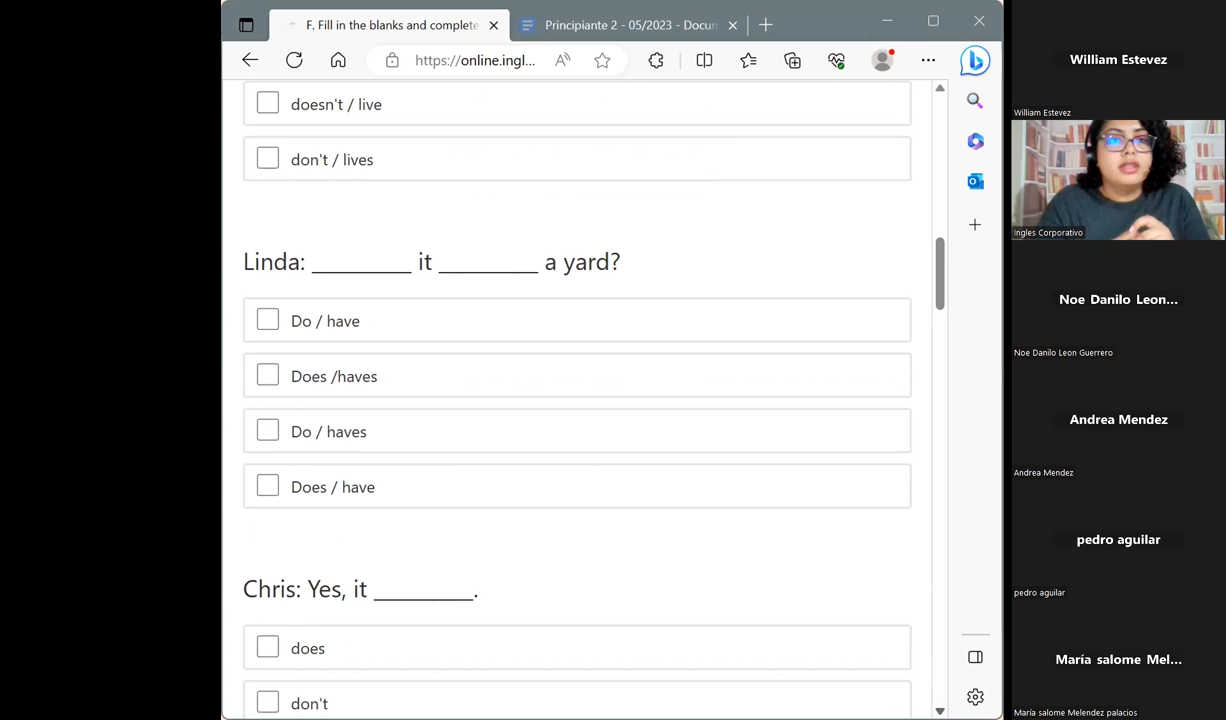 F. Fill in the blanks and complete
Principiante 2 - 05/2023 - Docun
https://online.ingl...
doesn't / live
don't / lives
Linda: _________ it _________ a yard?
Do / have
Does /haves
Do / haves
Does / have
Chris: Yes, it _________.
does
don't
William Estevez
William Estevez
Ingles Corporativo
Noe Danilo Leon...
Noe Danilo Leon Guerrero
Andrea Mendez
Andrea Mendez
pedro aguilar
pedro aguilar
María salome Mel...
María salome Melendez palacios